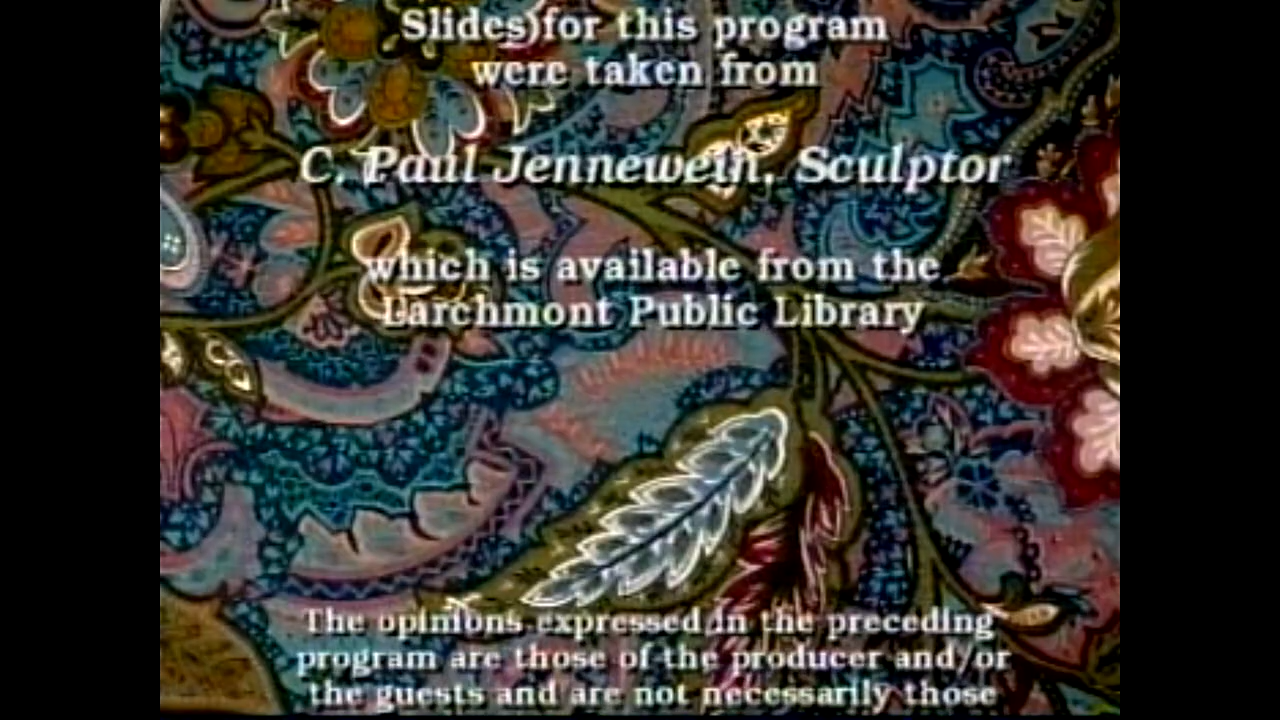 Slides for this program
were taken from
C. Paul Jennewein, Sculptor
which is available from the
Larchmont Public Library
The opinions expressed in the preceding
program are those of the producer and/or
the guests and are not necessarily those